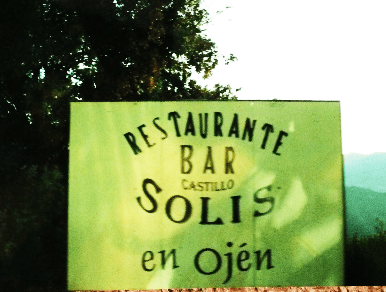 RESTAURANTE
BAR
CASTILLO
SOLIS
en Ojén